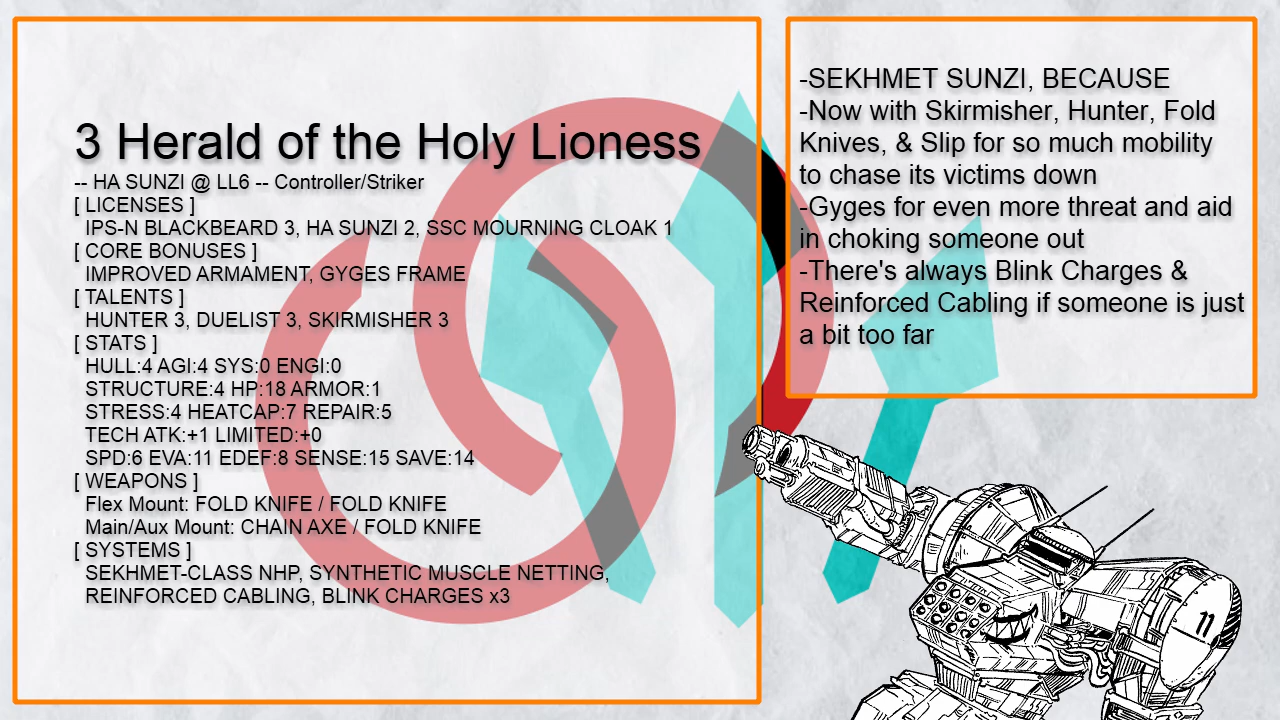 3 Herald of the Holy Lioness
-- HA SUNZI @ LL6 -- Controller/Striker
[ LICENSES ]
IPS-N BLACKBEARD 3, HA SUNZI 2, SSC MOURNING CLOAK 1
[ CORE BONUSES ]
IMPROVED ARMAMENT, GYGES FRAME
[ TALENTS ]
HUNTER 3, DUELIST 3, SKIRMISHER 3
[ STATS ]
HULL:4 AGI:4 SYS:0 ENGI:0
STRUCTURE:4 HP:18 ARMOR:1
STRESS:4 HEATCAP:7 REPAIR:5
TECH ATK:+1 LIMITED:+0
SPD:6 EVA:11 EDEF:8 SENSE:15 SAVE:14
[ WEAPONS ]
Flex Mount: FOLD KNIFE / FOLD KNIFE
Main/Aux Mount: CHAIN AXE / FOLD KNIFE
[ SYSTEMS ]
SEKHMET-CLASS NHP, SYNTHETIC MUSCLE NETTING,
REINFORCED CABLING, BLINK CHARGES x3
-SEKHMET SUNZI, BECAUSE
-Now with Skirmisher, Hunter, Fold
Knives, & Slip for so much mobility
to chase its victims down
-Gyges for even more threat and aid
in choking someone out
-There's always Blink Charges &
Reinforced Cabling if someone is just
a bit too far
11